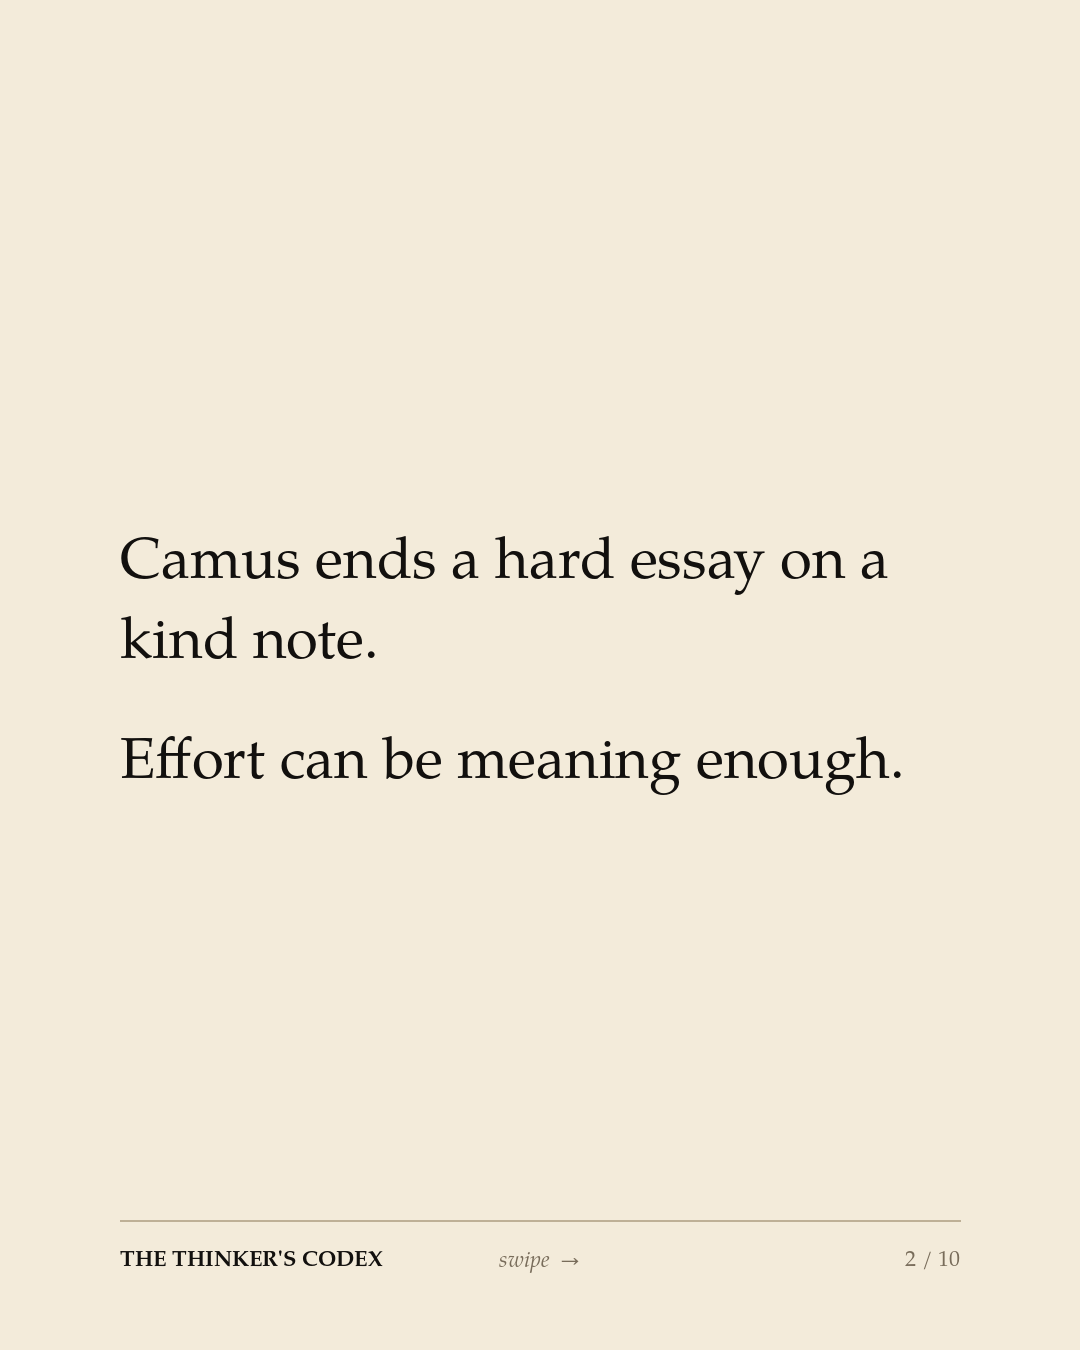 Camus ends a hard essay on a
kind note.
Effort can be meaning enough.
THE THINKER'S CODEX
swipe →
2 / 10